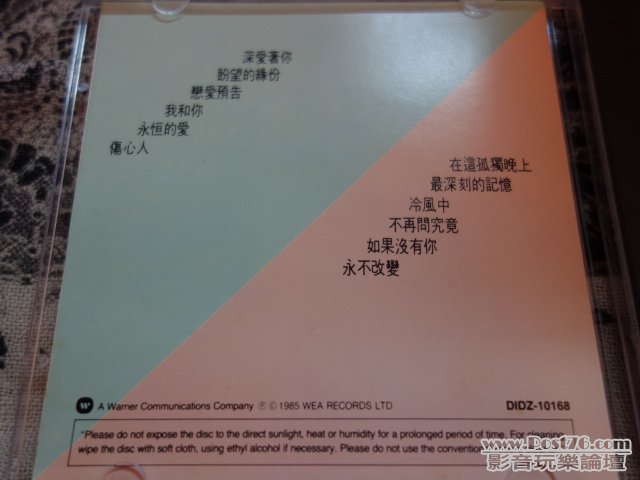 深愛著你
盼望的緣份
戀愛預告
我和你
永恒的愛
傷心人
在這孤獨晚上
最深刻的記憶
冷風中
不再問究竟
如果沒有你
永不改變
A Warner Communications Company Ⓟ © 1985 WEA RECORDS LTD
DIDZ-10168
"Please do not expose the disc to the direct sunlight, heat or humidity for a prolonged period of time. For cleaning
wipe the disc with soft cloth, using ethyl alcohol if necessary. Please do not use the convention
www.Post76.com
影音玩樂論壇